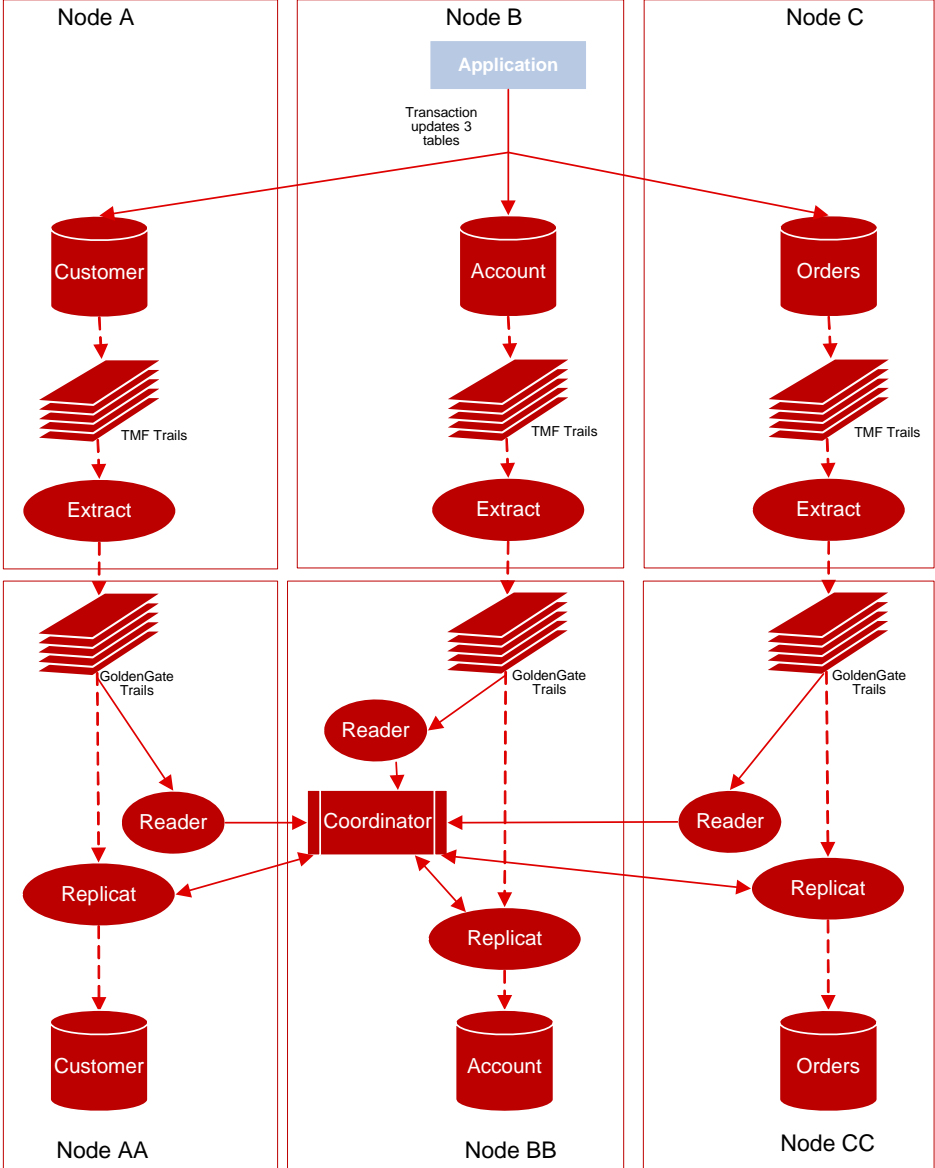 Node A
Node B
Node C
Application
Transaction
updates 3
tables
Customer
Account
Orders
TMF Trails
TMF Trails
TMF Trails
Extract
Extract
Extract
GoldenGate
Trails
GoldenGate
Trails
GoldenGate
Trails
Reader
Reader
Coordinator
Reader
Replicat
Replicat
Replicat
Customer
Account
Orders
Node AA
Node BB
Node CC